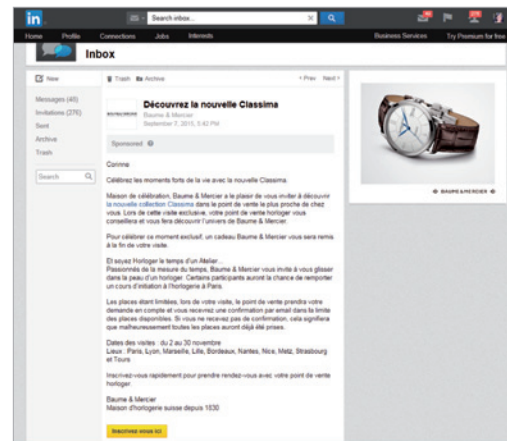 in
Search inbox...
Home Profile Connections Jobs Interests Business Services Try Premium for free
Inbox
New Trash Archive Prev Next
Messages (40)
Invitations (276)
Sent
Archive
Trash
Search
Découvrez la nouvelle Classima
Baume & Mercier
September 7, 2015, 5:42 PM
Sponsored
Corinne
Célébrez les moments forts de la vie avec la nouvelle Classima.
Maison de célébration, Baume & Mercier a le plaisir de vous inviter à découvrir
la nouvelle collection Classima dans le point de vente le plus proche de chez
vous. Lors de cette visite exclusive, votre point de vente horloger vous
conseillera et vous fera découvrir l'univers de Baume & Mercier.
Pour célébrer ce moment exclusif, un cadeau Baume & Mercier vous sera remis
à la fin de votre visite.
Et soyez Horloger le temps d'un Atelier...
Passionnés de la mesure du temps, Baume & Mercier vous invite à vous glisser
dans la peau d'un horloger. Certains participants auront la chance de remporter
un cours d'initiation à l'horlogerie à Paris.
Les places étant limitées, lors de votre visite, le point de vente prendra votre
demande en compte et vous recevrez une confirmation par email dans la limite
des places disponibles. Si vous ne recevez pas de confirmation, cela signifiera
que malheureusement toutes les places auront déjà été prises.
Dates des visites : du 2 au 30 novembre
Lieux : Paris, Lyon, Marseille, Lille, Bordeaux, Nantes, Nice, Metz, Strasbourg
et Tours
Inscrivez-vous rapidement pour prendre rendez-vous avec votre point de vente
horloger.
Baume & Mercier
Maison d'horlogerie suisse depuis 1830
Inscrivez-vous ici
BAUME & MERCIER